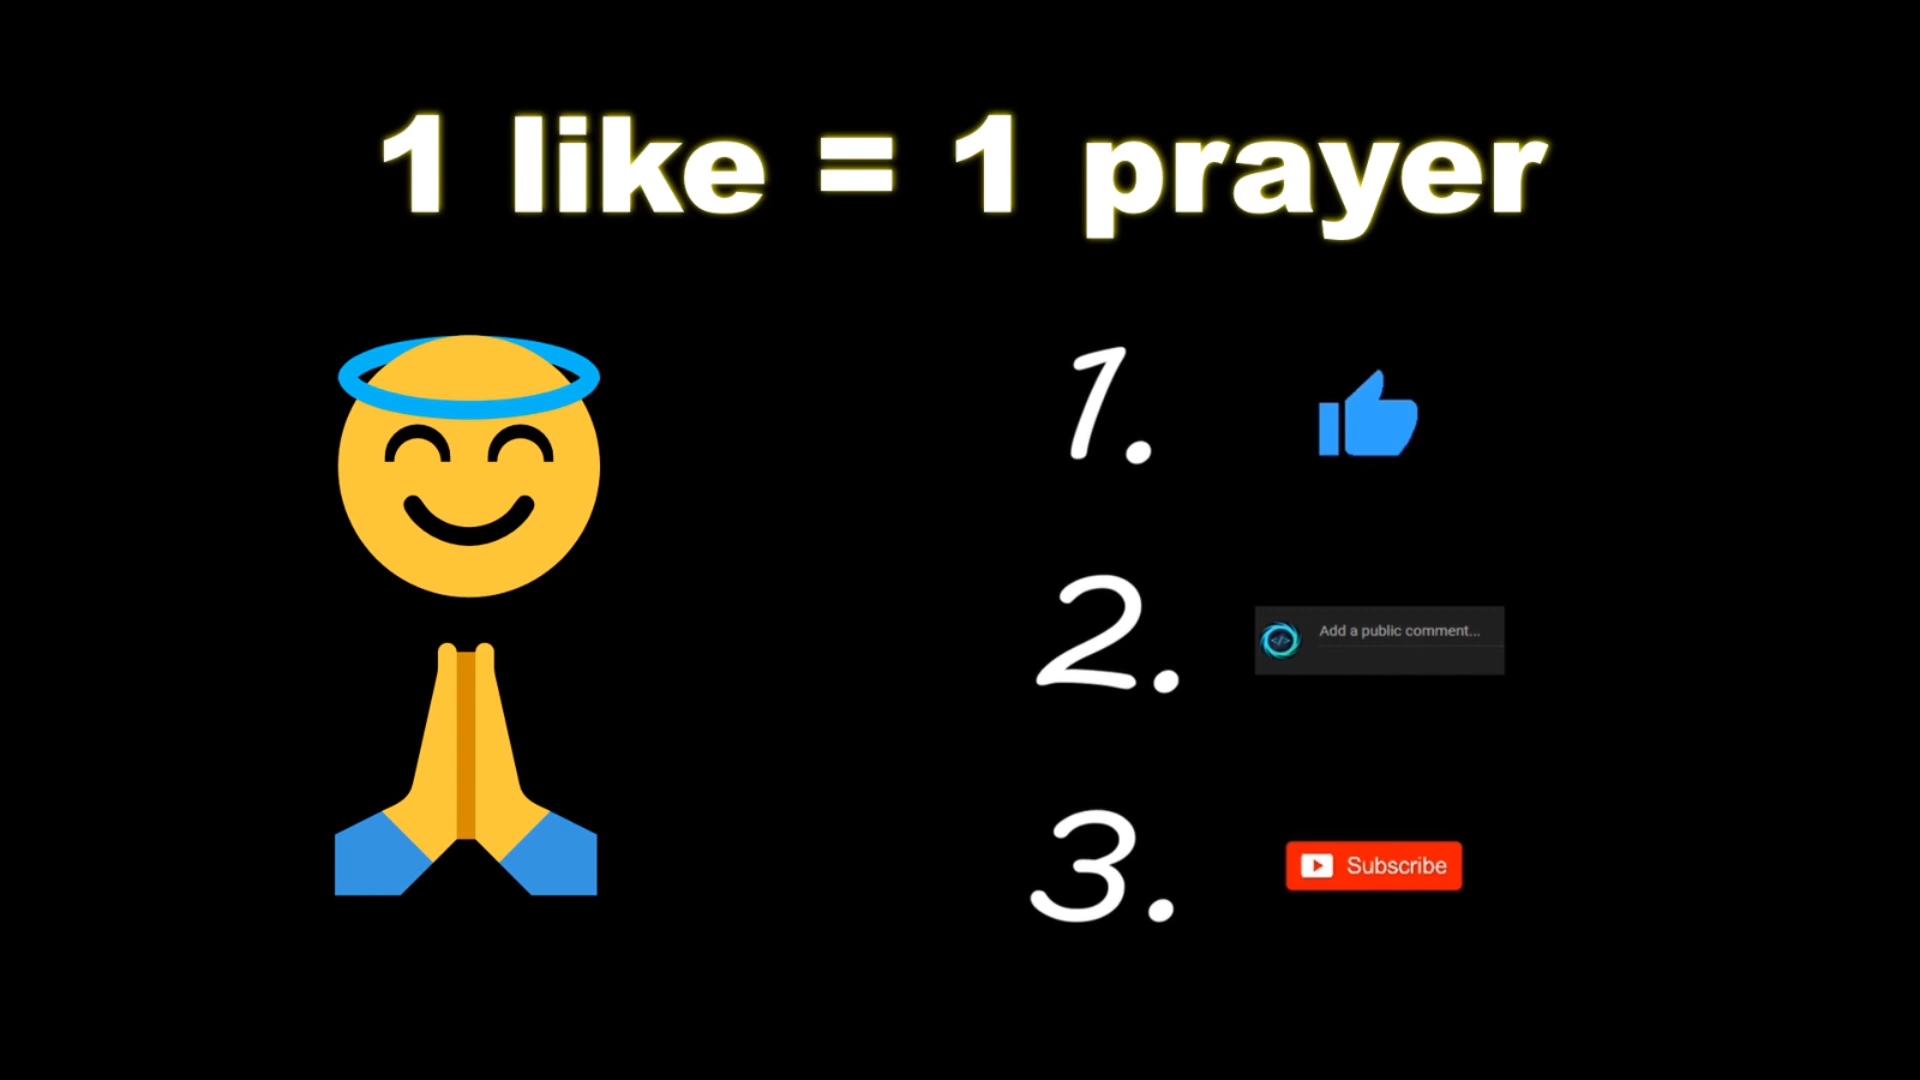 1 like = 1 prayer
1.
2. Add a public comment...
3. Subscribe